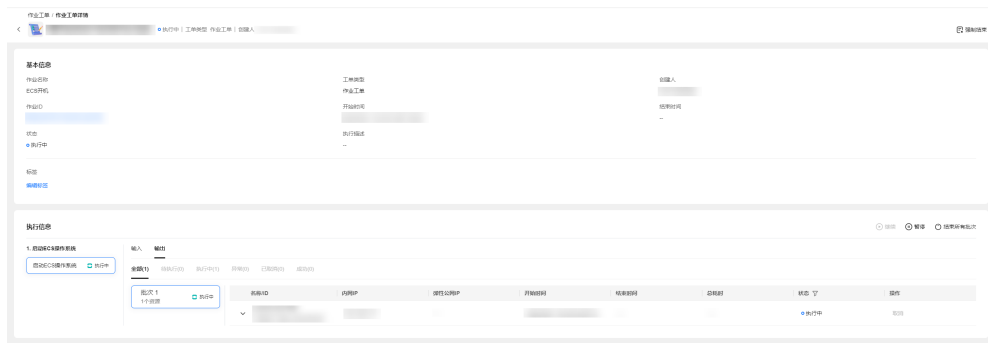 作业工单 / 作业工单详情
执行中 | 工单类型 作业工单 | 创建人
强制结束
基本信息
作业名称 工单类型 创建人
ECS开机 作业工单
作业ID 开始时间 结束时间
--
状态 执行描述
执行中 --
标签
编辑标签
执行信息
继续 暂停 结束所有批次
1. 启动ECS操作系统 输入 输出
启动ECS操作系统 执行中
全部(1) 待执行(0) 执行中(1) 异常(0) 已取消(0) 成功(0)
批次 1 执行中
1个资源
名称/ID 内网IP 弹性公网IP 开始时间 结束时间 总耗时 状态 操作
执行中 取消